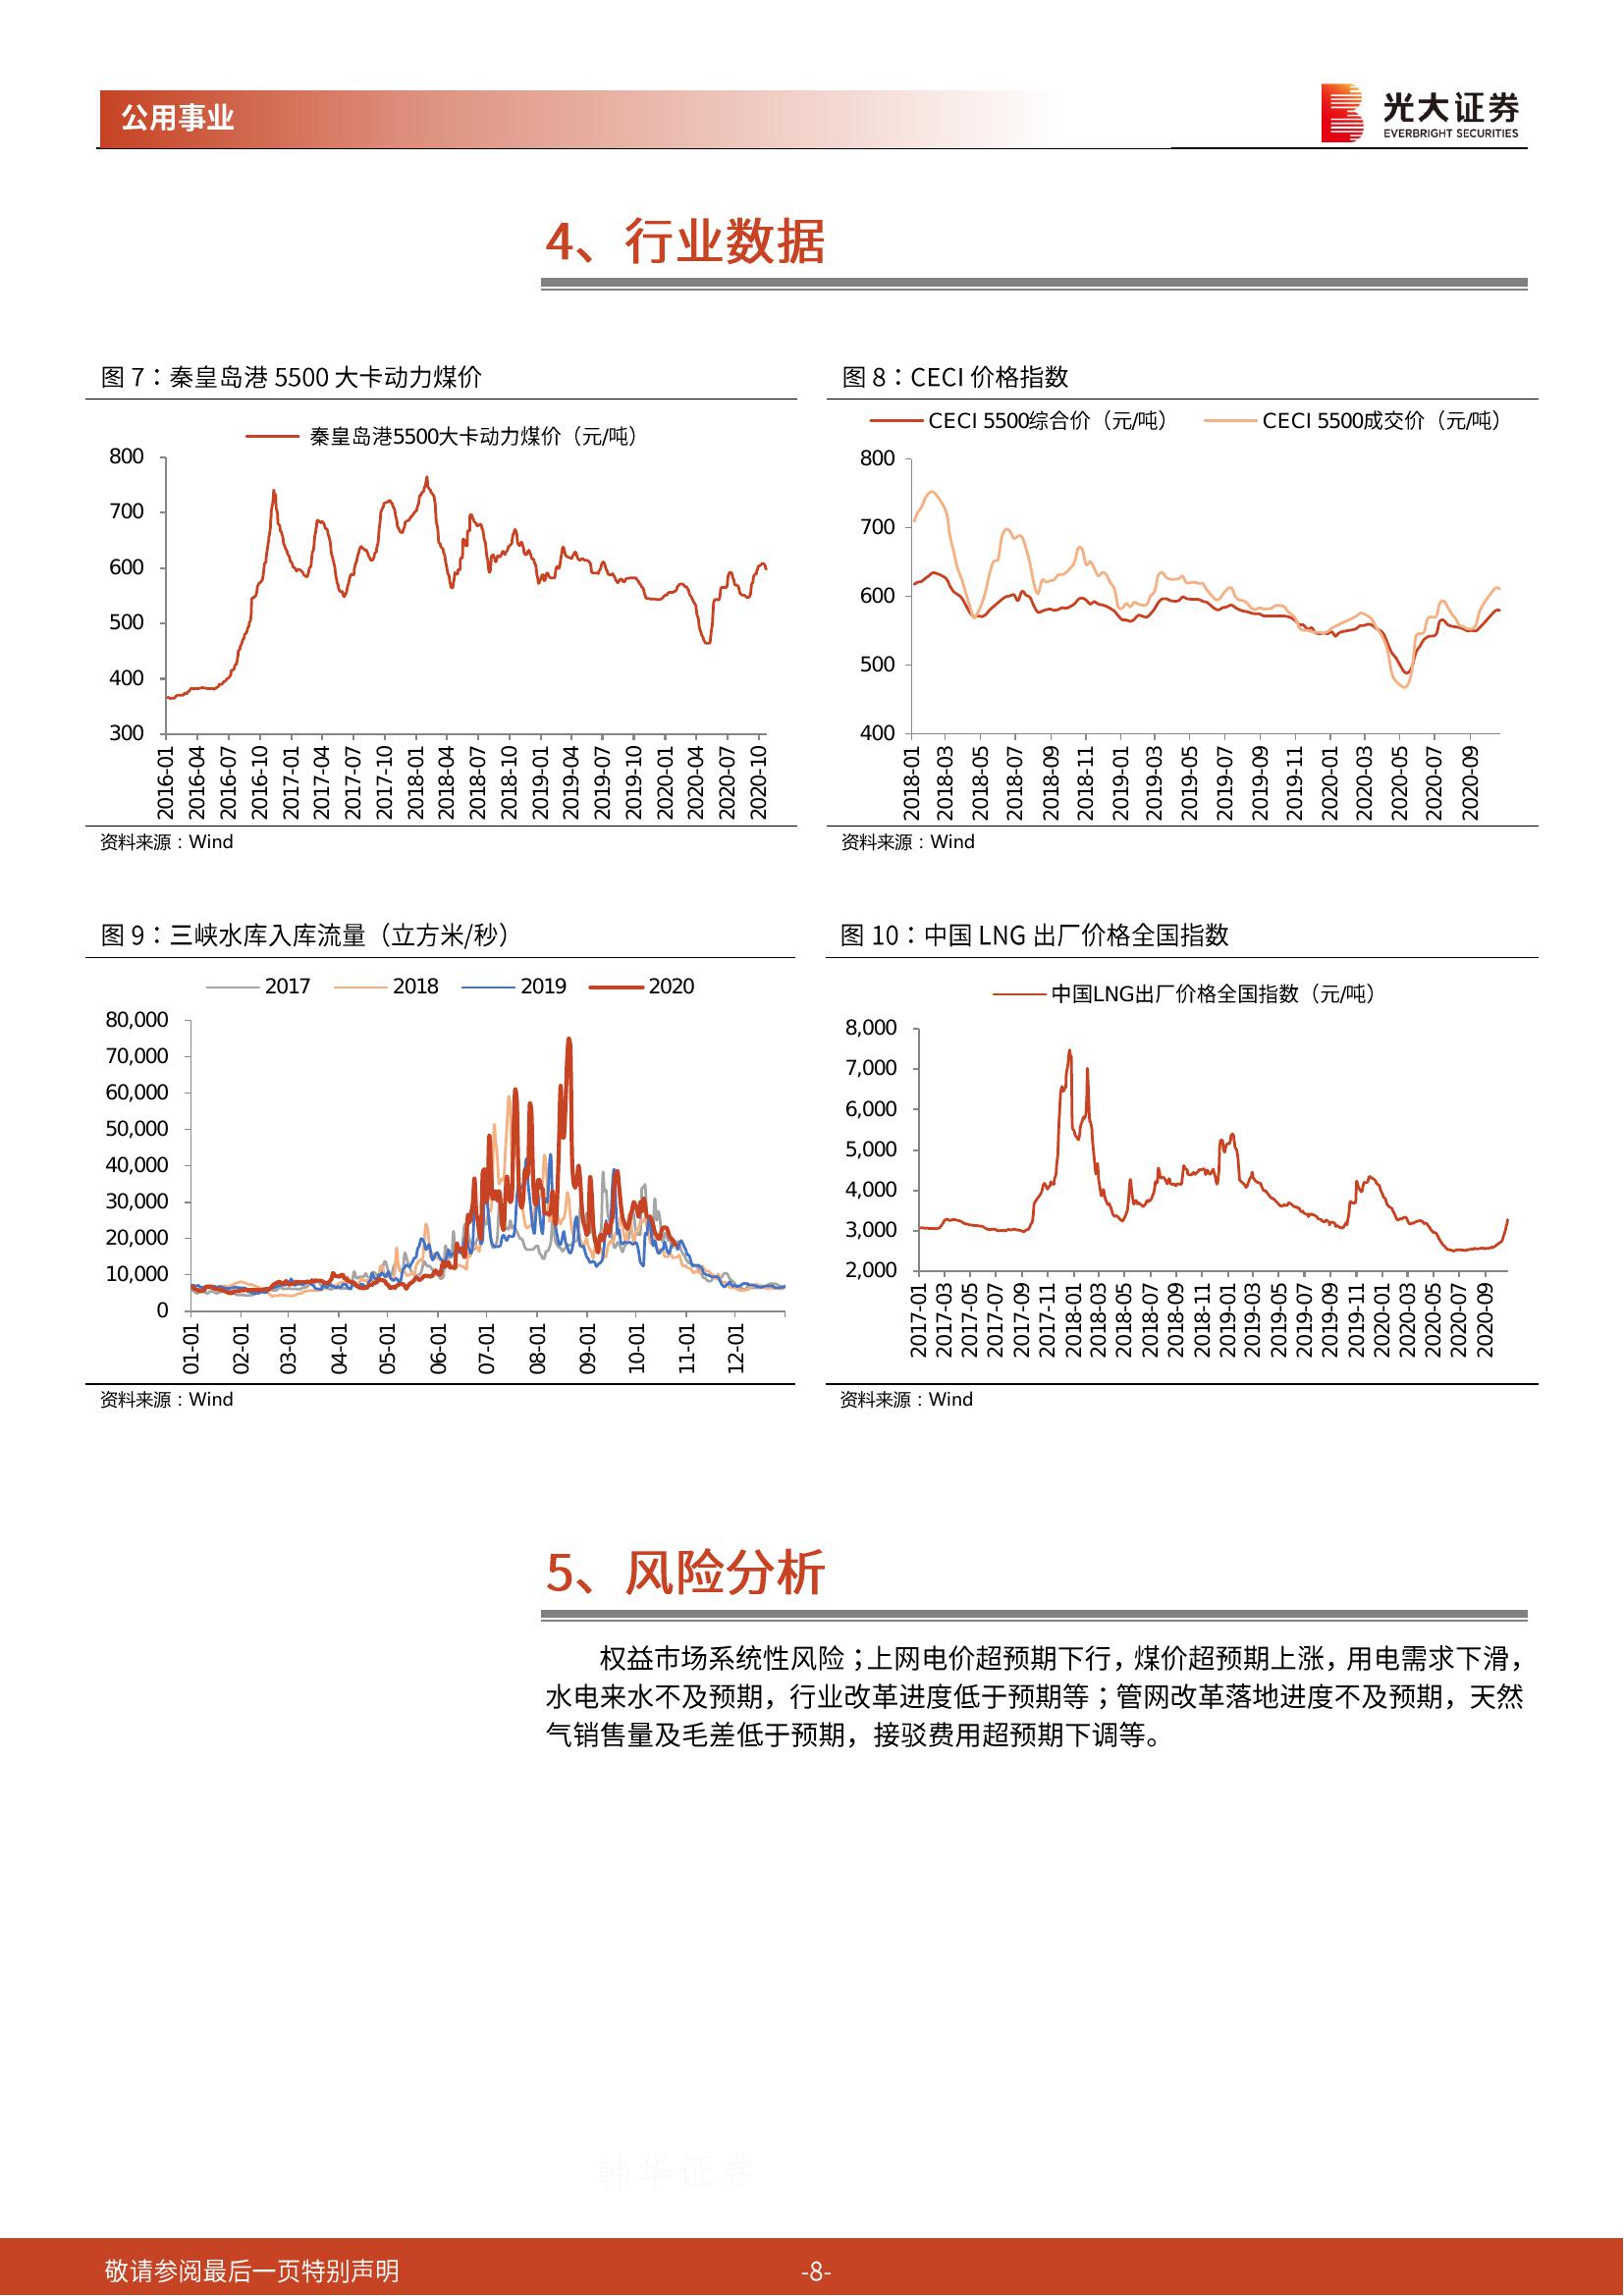 公用事业
光大证券
EVERBRIGHT SECURITIES
4、行业数据
图 7：秦皇岛港 5500 大卡动力煤价
秦皇岛港5500大卡动力煤价（元/吨）
800
700
600
500
400
300
2016-01 2016-04 2016-07 2016-10 2017-01 2017-04 2017-07 2017-10 2018-01 2018-04 2018-07 2018-10 2019-01 2019-04 2019-07 2019-10 2020-01 2020-04 2020-07 2020-10
资料来源：Wind
图 8：CECI 价格指数
CECI 5500综合价（元/吨） CECI 5500成交价（元/吨）
800
700
600
500
400
2018-01 2018-03 2018-05 2018-07 2018-09 2018-11 2019-01 2019-03 2019-05 2019-07 2019-09 2019-11 2020-01 2020-03 2020-05 2020-07 2020-09
资料来源：Wind
图 9：三峡水库入库流量（立方米/秒）
2017 2018 2019 2020
80,000
70,000
60,000
50,000
40,000
30,000
20,000
10,000
0
01-01 02-01 03-01 04-01 05-01 06-01 07-01 08-01 09-01 10-01 11-01 12-01
资料来源：Wind
图 10：中国 LNG 出厂价格全国指数
中国LNG出厂价格全国指数（元/吨）
8,000
7,000
6,000
5,000
4,000
3,000
2,000
2017-01 2017-03 2017-05 2017-07 2017-09 2017-11 2018-01 2018-03 2018-05 2018-07 2018-09 2018-11 2019-01 2019-03 2019-05 2019-07 2019-09 2019-11 2020-01 2020-03 2020-05 2020-07 2020-09
资料来源：Wind
5、风险分析
权益市场系统性风险；上网电价超预期下行，煤价超预期上涨，用电需求下滑，
水电来水不及预期，行业改革进度低于预期等；管网改革落地进度不及预期，天然
气销售量及毛差低于预期，接驳费用超预期下调等。
敬请参阅最后一页特别声明
-8-